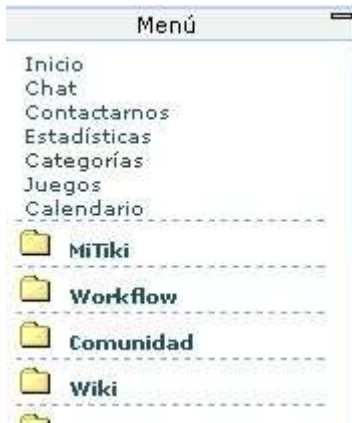 Menú
Inicio
Chat
Contactarnos
Estadísticas
Categorías
Juegos
Calendario
MiTiki
Workflow
Comunidad
Wiki